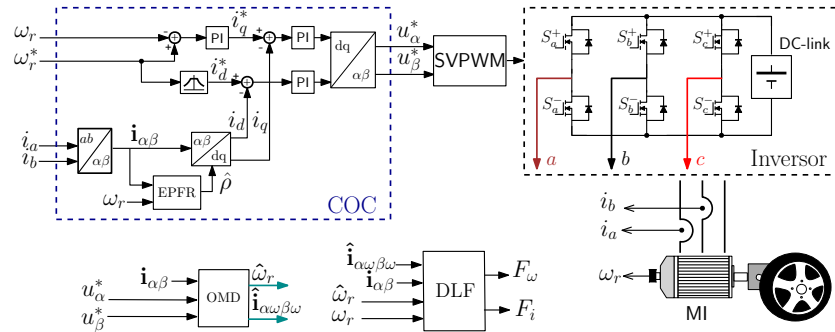 ω_r
ω_r^*
PI
i_q^*
PI
dq
αβ
u_α^*
u_β^*
SVPWM
i_d^*
PI
i_d
i_q
i_a
i_b
ab
αβ
i_αβ
αβ
dq
EPFR
ρ̂
ω_r
COC
S_a^+
S_b^+
S_c^+
DC-link
S_a^-
S_b^-
S_c^-
a
b
c
Inversor
i_b
i_a
ω_r
MI
i_αβ
u_α^*
u_β^*
OMD
ω̂_r
î_αωβω
î_αωβω
i_αβ
ω̂_r
ω_r
DLF
F_ω
F_i